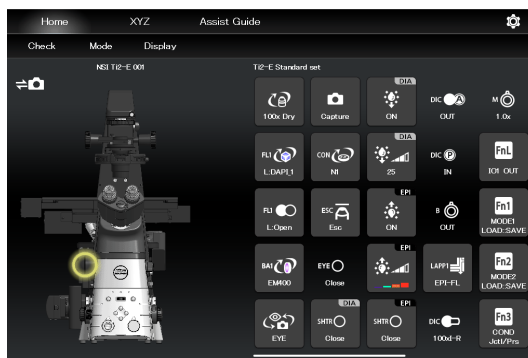 Home XYZ Assist Guide
Check Mode Display
NSI Ti2-E 001
Ti2-E Standard set
100x Dry
Capture
DIA
ON
DIC A
OUT
M
1.0x
FL1
L:DAPI_1
CON
N1
DIA
25
DIC P
IN
FnL
IO1 OUT
FL1
L:Open
ESC
Esc
EPI
ON
B
OUT
Fn1
MODE1
LOAD:SAVE
BA1
EM400
EYE
Close
EPI
LAPP1
EPI-FL
Fn2
MODE2
LOAD:SAVE
EYE
DIA
SHTR
Close
EPI
SHTR
Close
DIC
100xI-R
Fn3
COND
Jctl/Prs